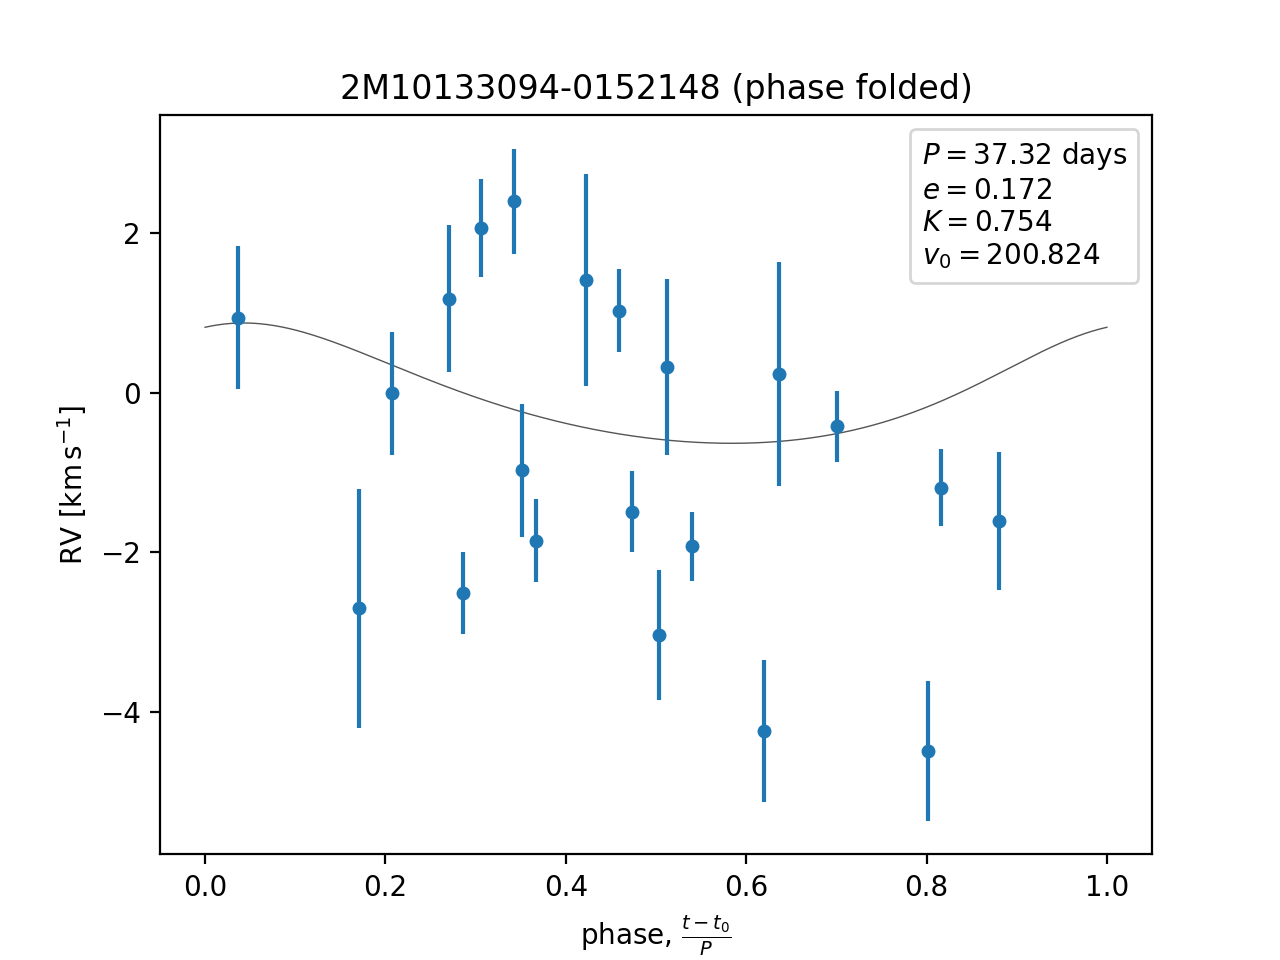 2M10133094-0152148 (phase folded)
P = 37.32 days
e = 0.172
K = 0.754
v₀ = 200.824
RV [km s⁻¹]
2
0
−2
−4
0.0 0.2 0.4 0.6 0.8 1.0
phase, (t − t₀)/P